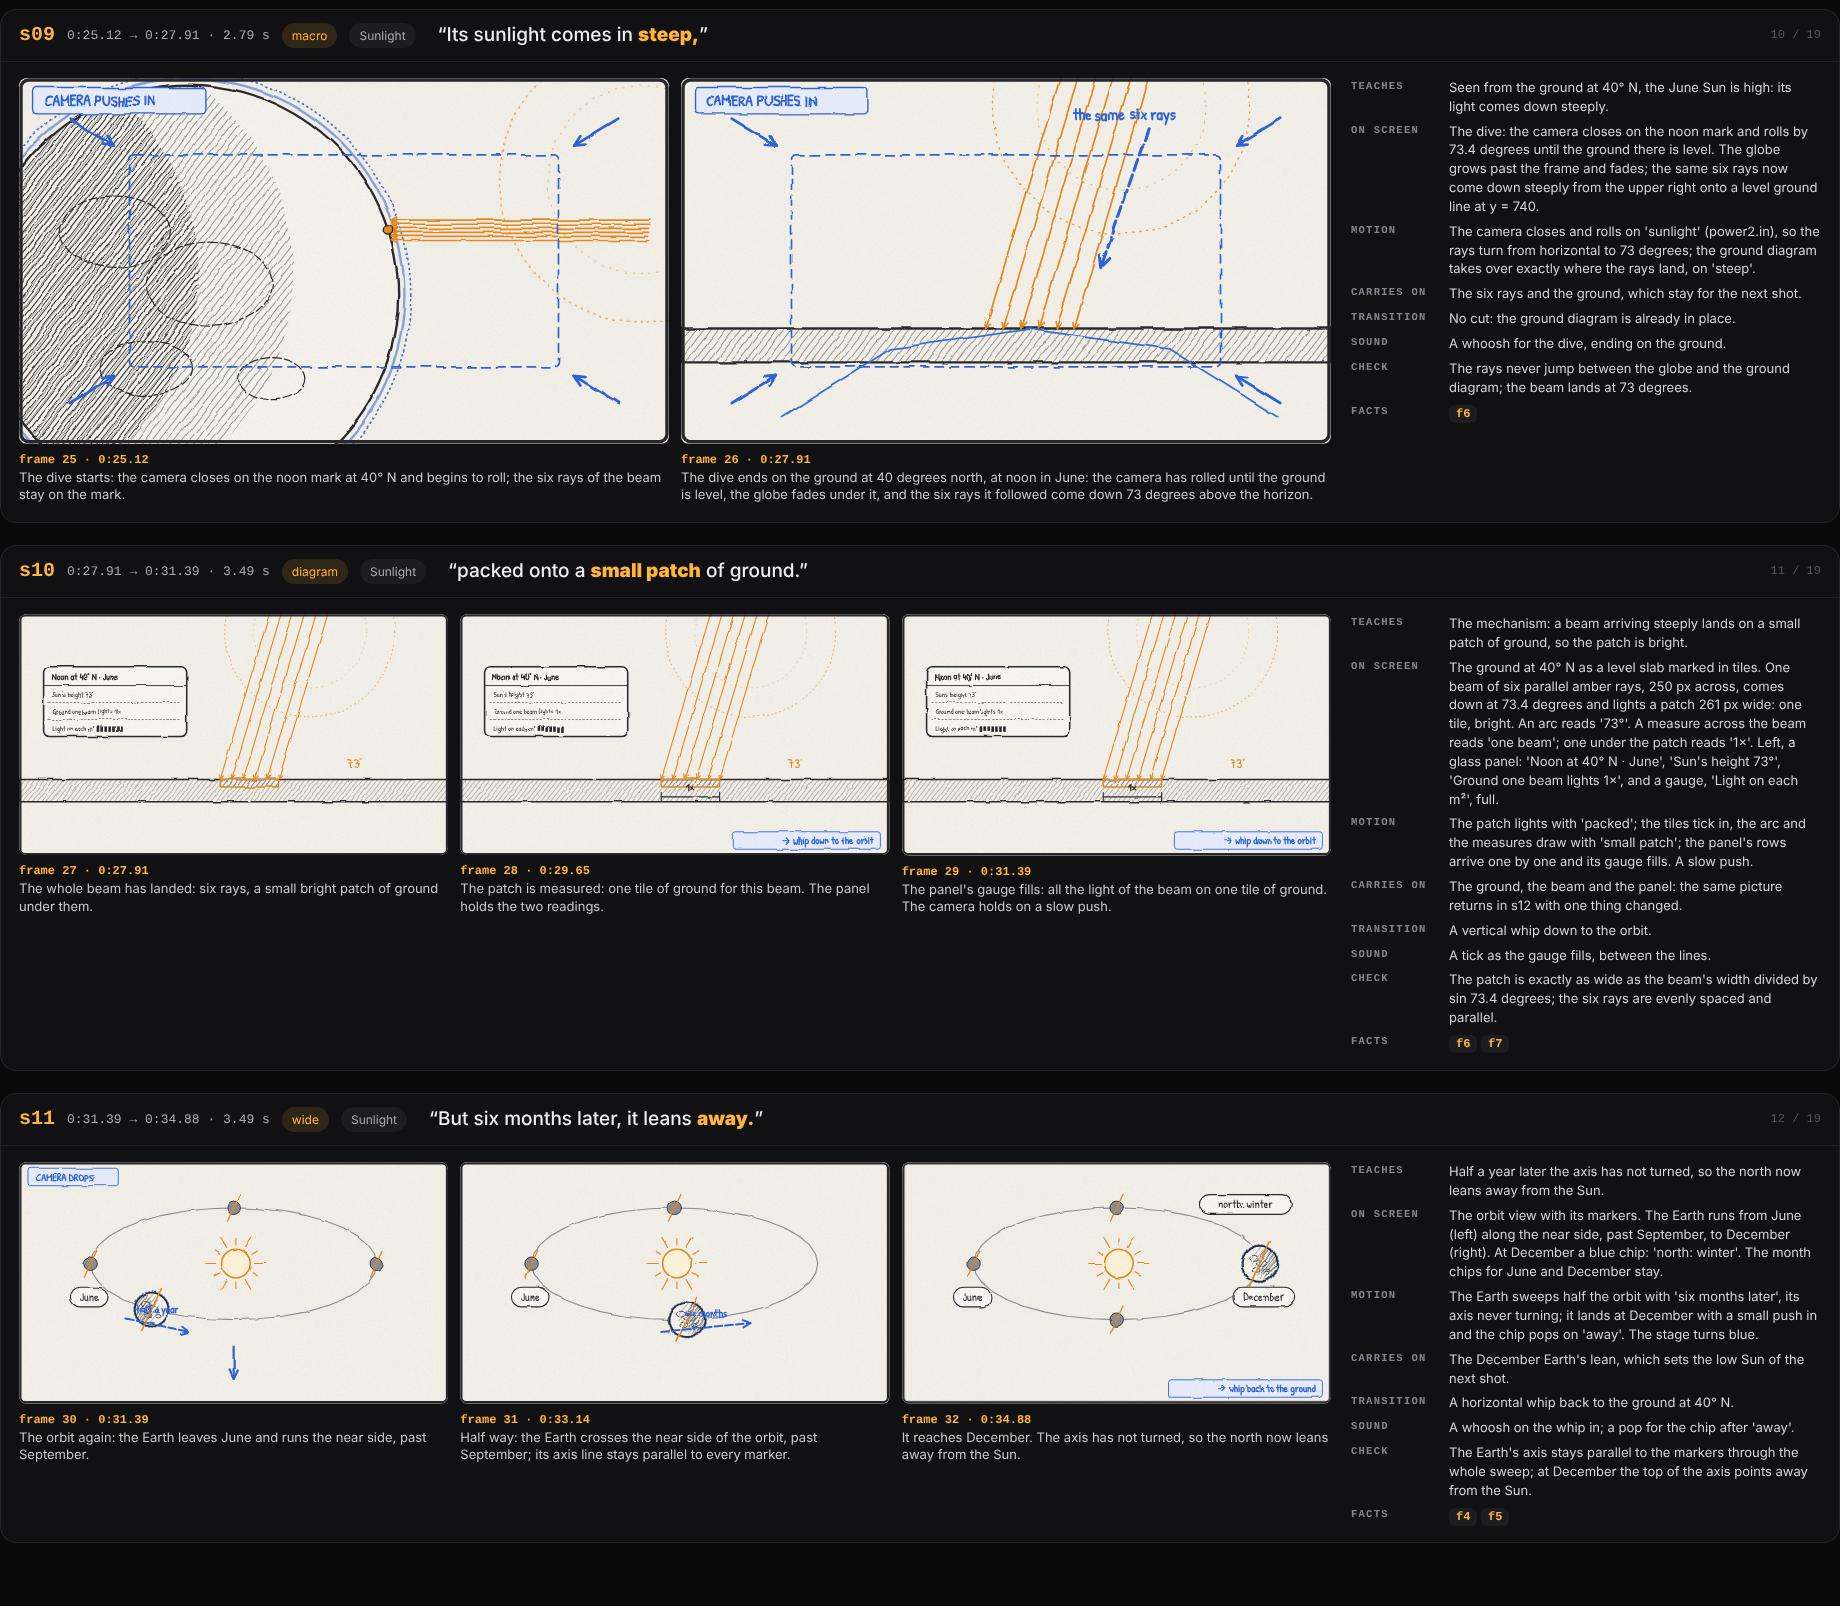 s09 0:25.12 → 0:27.91 · 2.79 s macro Sunlight “Its sunlight comes in steep,” 10 / 19
CAMERA PUSHES IN
CAMERA PUSHES IN
the same six rays
frame 25 · 0:25.12
The dive starts: the camera closes on the noon mark at 40° N and begins to roll; the six rays of the beam
stay on the mark.
frame 26 · 0:27.91
The dive ends on the ground at 40 degrees north, at noon in June: the camera has rolled until the ground
is level, the globe fades under it, and the six rays it followed come down 73 degrees above the horizon.
TEACHES Seen from the ground at 40° N, the June Sun is high: its
light comes down steeply.
ON SCREEN The dive: the camera closes on the noon mark and rolls by
73.4 degrees until the ground there is level. The globe
grows past the frame and fades; the same six rays now
come down steeply from the upper right onto a level ground
line at y = 740.
MOTION The camera closes and rolls on 'sunlight' (power2.in), so the
rays turn from horizontal to 73 degrees; the ground diagram
takes over exactly where the rays land, on 'steep'.
CARRIES ON The six rays and the ground, which stay for the next shot.
TRANSITION No cut: the ground diagram is already in place.
SOUND A whoosh for the dive, ending on the ground.
CHECK The rays never jump between the globe and the ground
diagram; the beam lands at 73 degrees.
FACTS f6
s10 0:27.91 → 0:31.39 · 3.49 s diagram Sunlight “packed onto a small patch of ground.” 11 / 19
Noon at 40° N · June
Sun's height 73°
Ground one beam lights 1×
Light on each m²
73°
Noon at 40° N · June
Sun's height 73°
Ground one beam lights 1×
Light on each m²
73°
1×
→ whip down to the orbit
Noon at 40° N · June
Sun's height 73°
Ground one beam lights 1×
Light on each m²
73°
1×
→ whip down to the orbit
frame 27 · 0:27.91
The whole beam has landed: six rays, a small bright patch of ground
under them.
frame 28 · 0:29.65
The patch is measured: one tile of ground for this beam. The panel
holds the two readings.
frame 29 · 0:31.39
The panel's gauge fills: all the light of the beam on one tile of ground.
The camera holds on a slow push.
TEACHES The mechanism: a beam arriving steeply lands on a small
patch of ground, so the patch is bright.
ON SCREEN The ground at 40° N as a level slab marked in tiles. One
beam of six parallel amber rays, 250 px across, comes
down at 73.4 degrees and lights a patch 261 px wide: one
tile, bright. An arc reads '73°'. A measure across the beam
reads 'one beam'; one under the patch reads '1×'. Left, a
glass panel: 'Noon at 40° N · June', 'Sun's height 73°',
'Ground one beam lights 1×', and a gauge, 'Light on each
m²', full.
MOTION The patch lights with 'packed'; the tiles tick in, the arc and
the measures draw with 'small patch'; the panel's rows
arrive one by one and its gauge fills. A slow push.
CARRIES ON The ground, the beam and the panel: the same picture
returns in s12 with one thing changed.
TRANSITION A vertical whip down to the orbit.
SOUND A tick as the gauge fills, between the lines.
CHECK The patch is exactly as wide as the beam's width divided by
sin 73.4 degrees; the six rays are evenly spaced and
parallel.
FACTS f6 f7
s11 0:31.39 → 0:34.88 · 3.49 s wide Sunlight “But six months later, it leans away.” 12 / 19
CAMERA DROPS
June
half a year
June
months
north: winter
June
December
→ whip back to the ground
frame 30 · 0:31.39
The orbit again: the Earth leaves June and runs the near side, past
September.
frame 31 · 0:33.14
Half way: the Earth crosses the near side of the orbit, past
September; its axis line stays parallel to every marker.
frame 32 · 0:34.88
It reaches December. The axis has not turned, so the north now leans
away from the Sun.
TEACHES Half a year later the axis has not turned, so the north now
leans away from the Sun.
ON SCREEN The orbit view with its markers. The Earth runs from June
(left) along the near side, past September, to December
(right). At December a blue chip: 'north: winter'. The month
chips for June and December stay.
MOTION The Earth sweeps half the orbit with 'six months later', its
axis never turning; it lands at December with a small push in
and the chip pops on 'away'. The stage turns blue.
CARRIES ON The December Earth's lean, which sets the low Sun of the
next shot.
TRANSITION A horizontal whip back to the ground at 40° N.
SOUND A whoosh on the whip in; a pop for the chip after 'away'.
CHECK The Earth's axis stays parallel to the markers through the
whole sweep; at December the top of the axis points away
from the Sun.
FACTS f4 f5